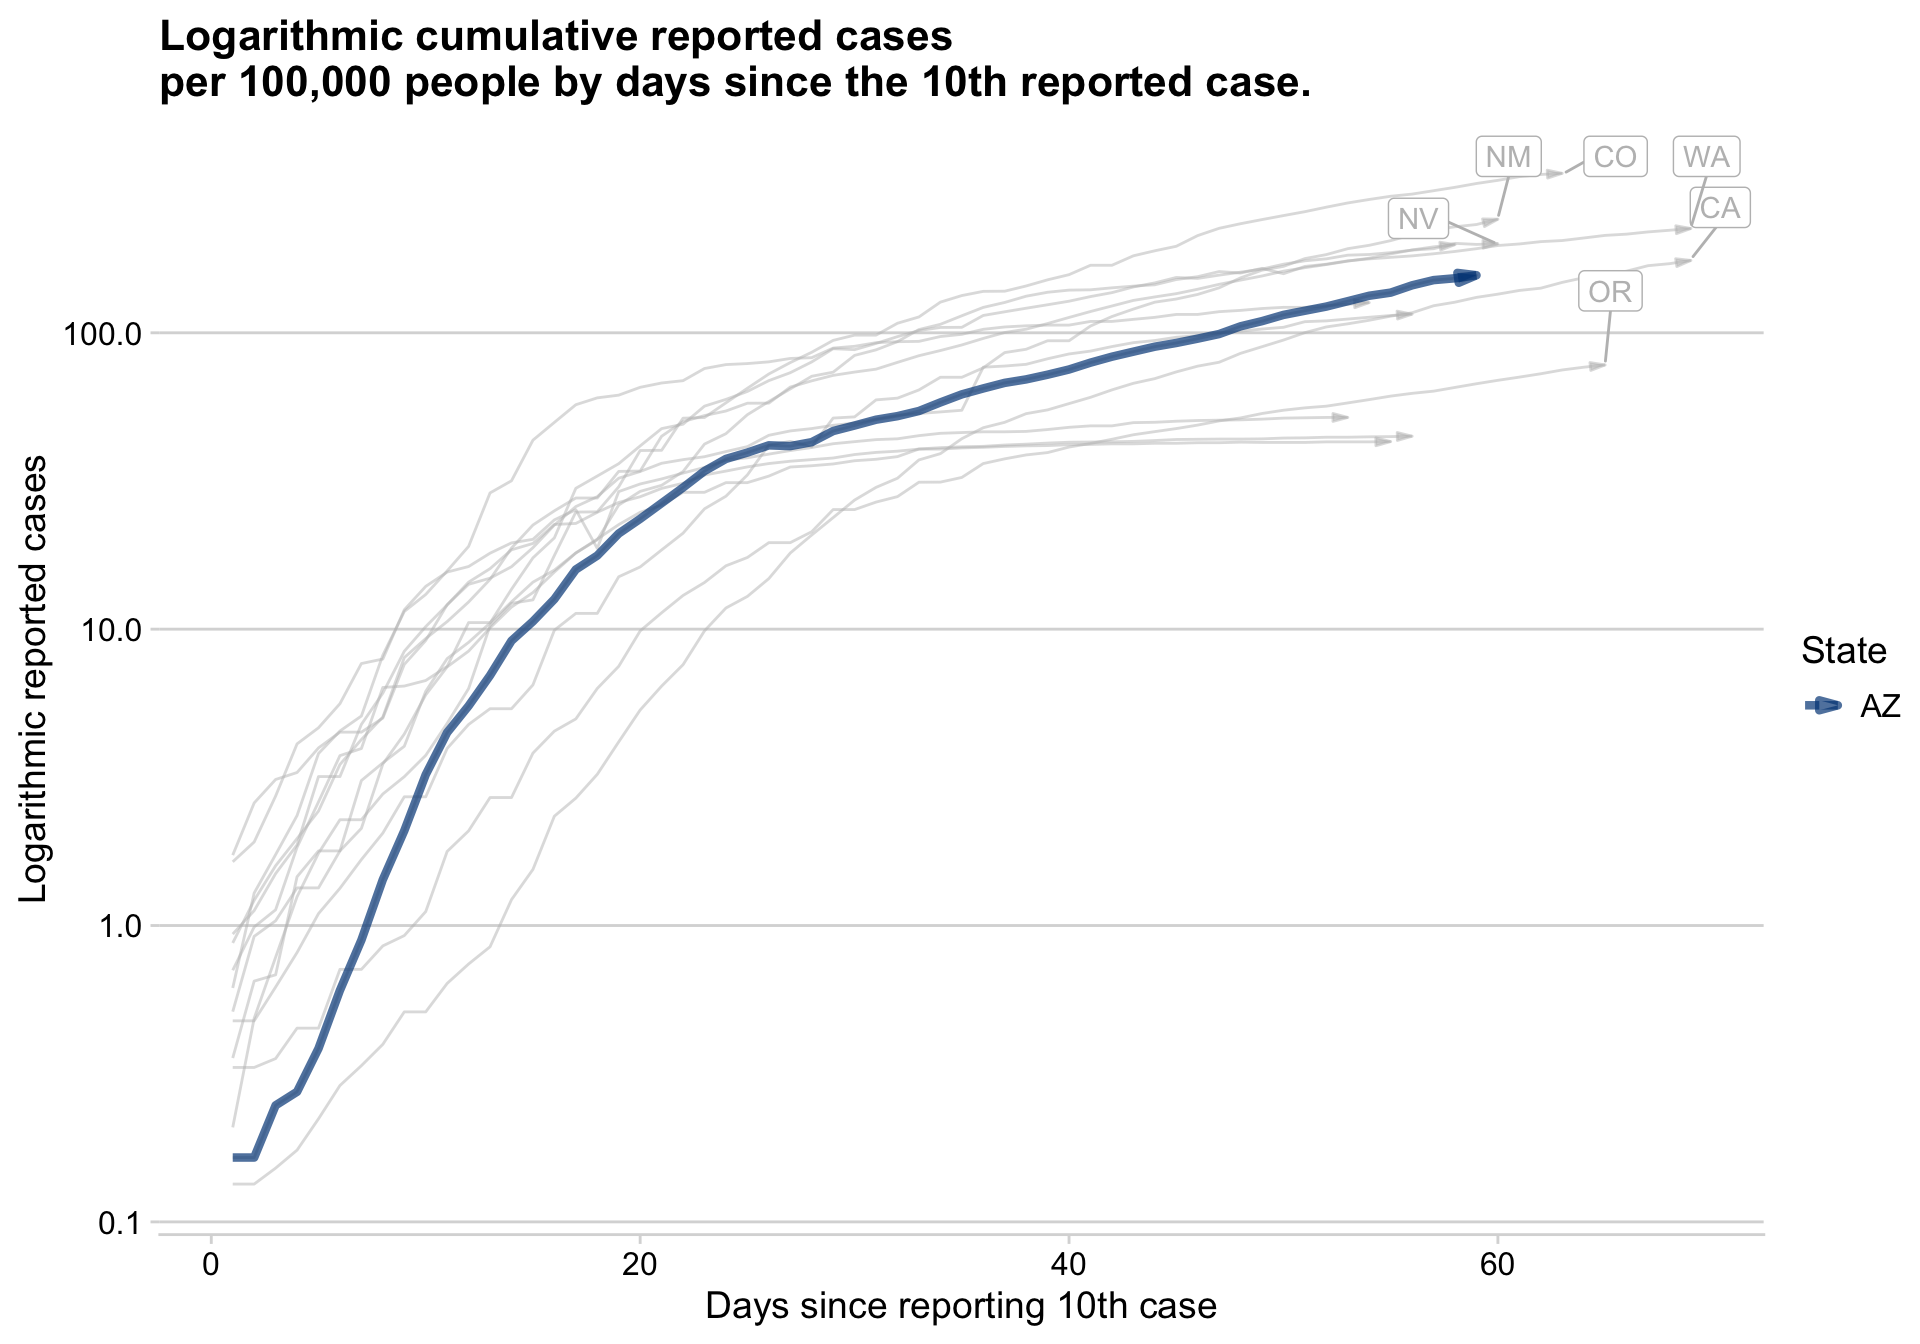 Logarithmic cumulative reported cases
per 100,000 people by days since the 10th reported case.
NM
CO
WA
CA
NV
OR
100.0
10.0
1.0
0.1
Logarithmic reported cases
0
20
40
60
Days since reporting 10th case
State
AZ